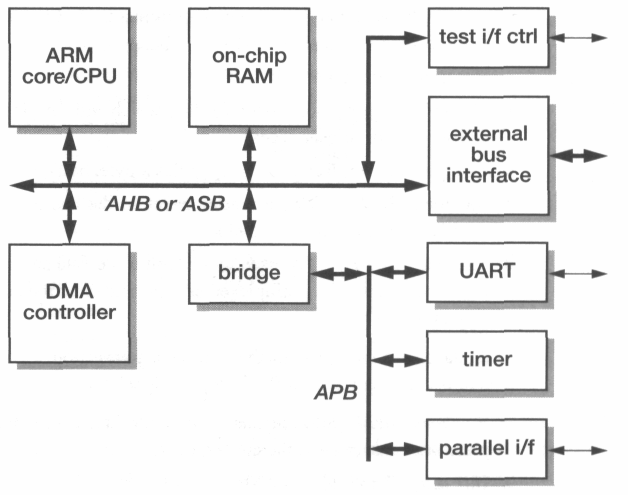 ARM
core/CPU
on-chip
RAM
test i/f ctrl
external
bus
interface
AHB or ASB
DMA
controller
bridge
UART
timer
APB
parallel i/f